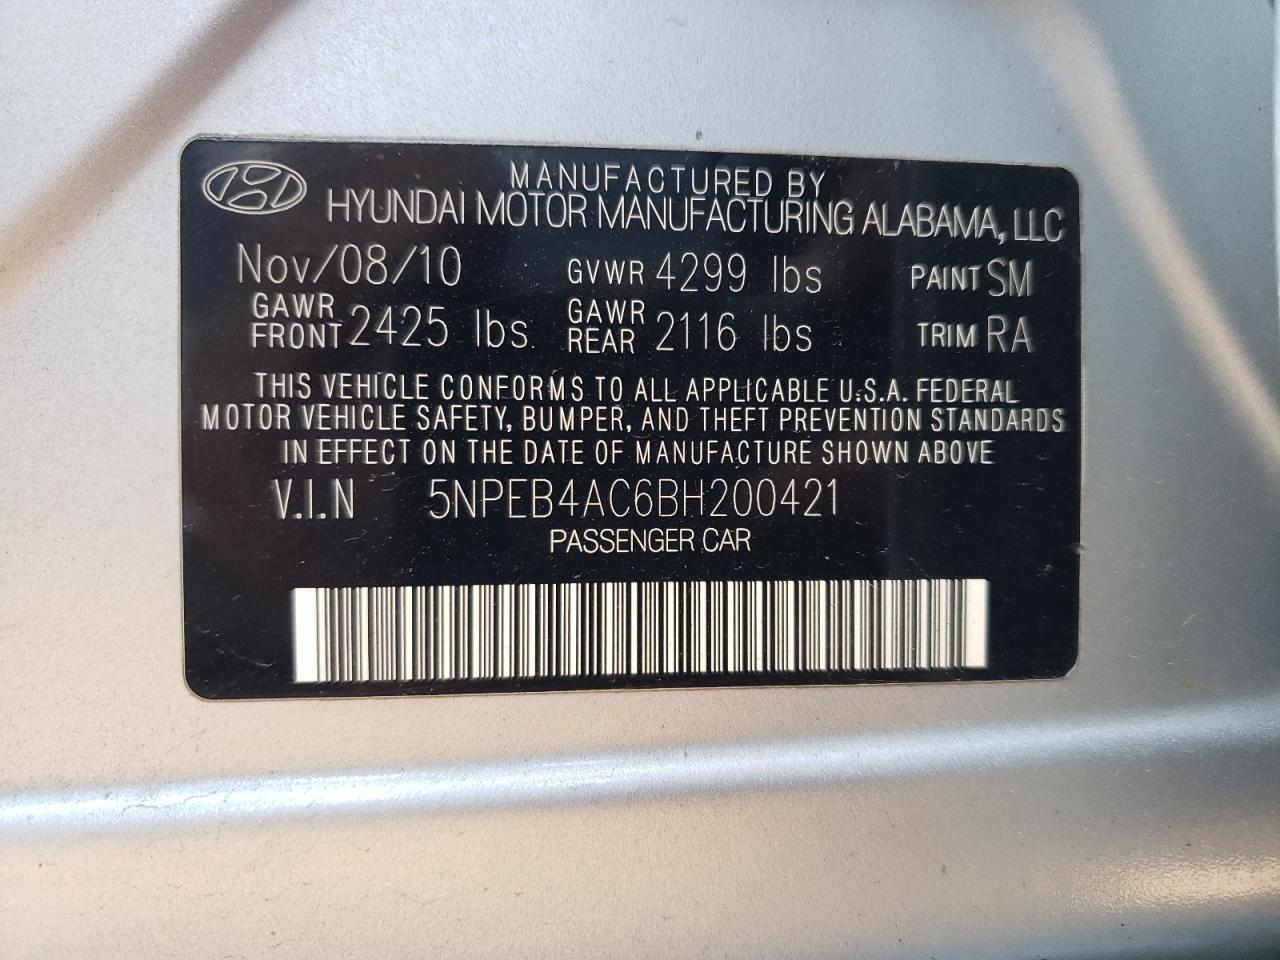 MANUFACTURED BY
HYUNDAI MOTOR MANUFACTURING ALABAMA, LLC
Nov/08/10 GVWR 4299 lbs PAINT SM
GAWR FRONT 2425 lbs. GAWR REAR 2116 lbs TRIM RA
THIS VEHICLE CONFORMS TO ALL APPLICABLE U.S.A. FEDERAL
MOTOR VEHICLE SAFETY, BUMPER, AND THEFT PREVENTION STANDARDS
IN EFFECT ON THE DATE OF MANUFACTURE SHOWN ABOVE
V.I.N 5NPEB4AC6BH200421
PASSENGER CAR